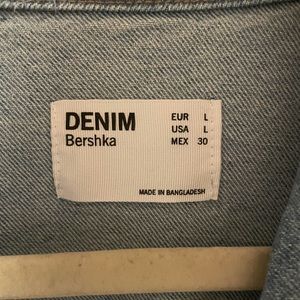 DENIM
Bershka
EUR L
USA L
MEX 30
MADE IN BANGLADESH